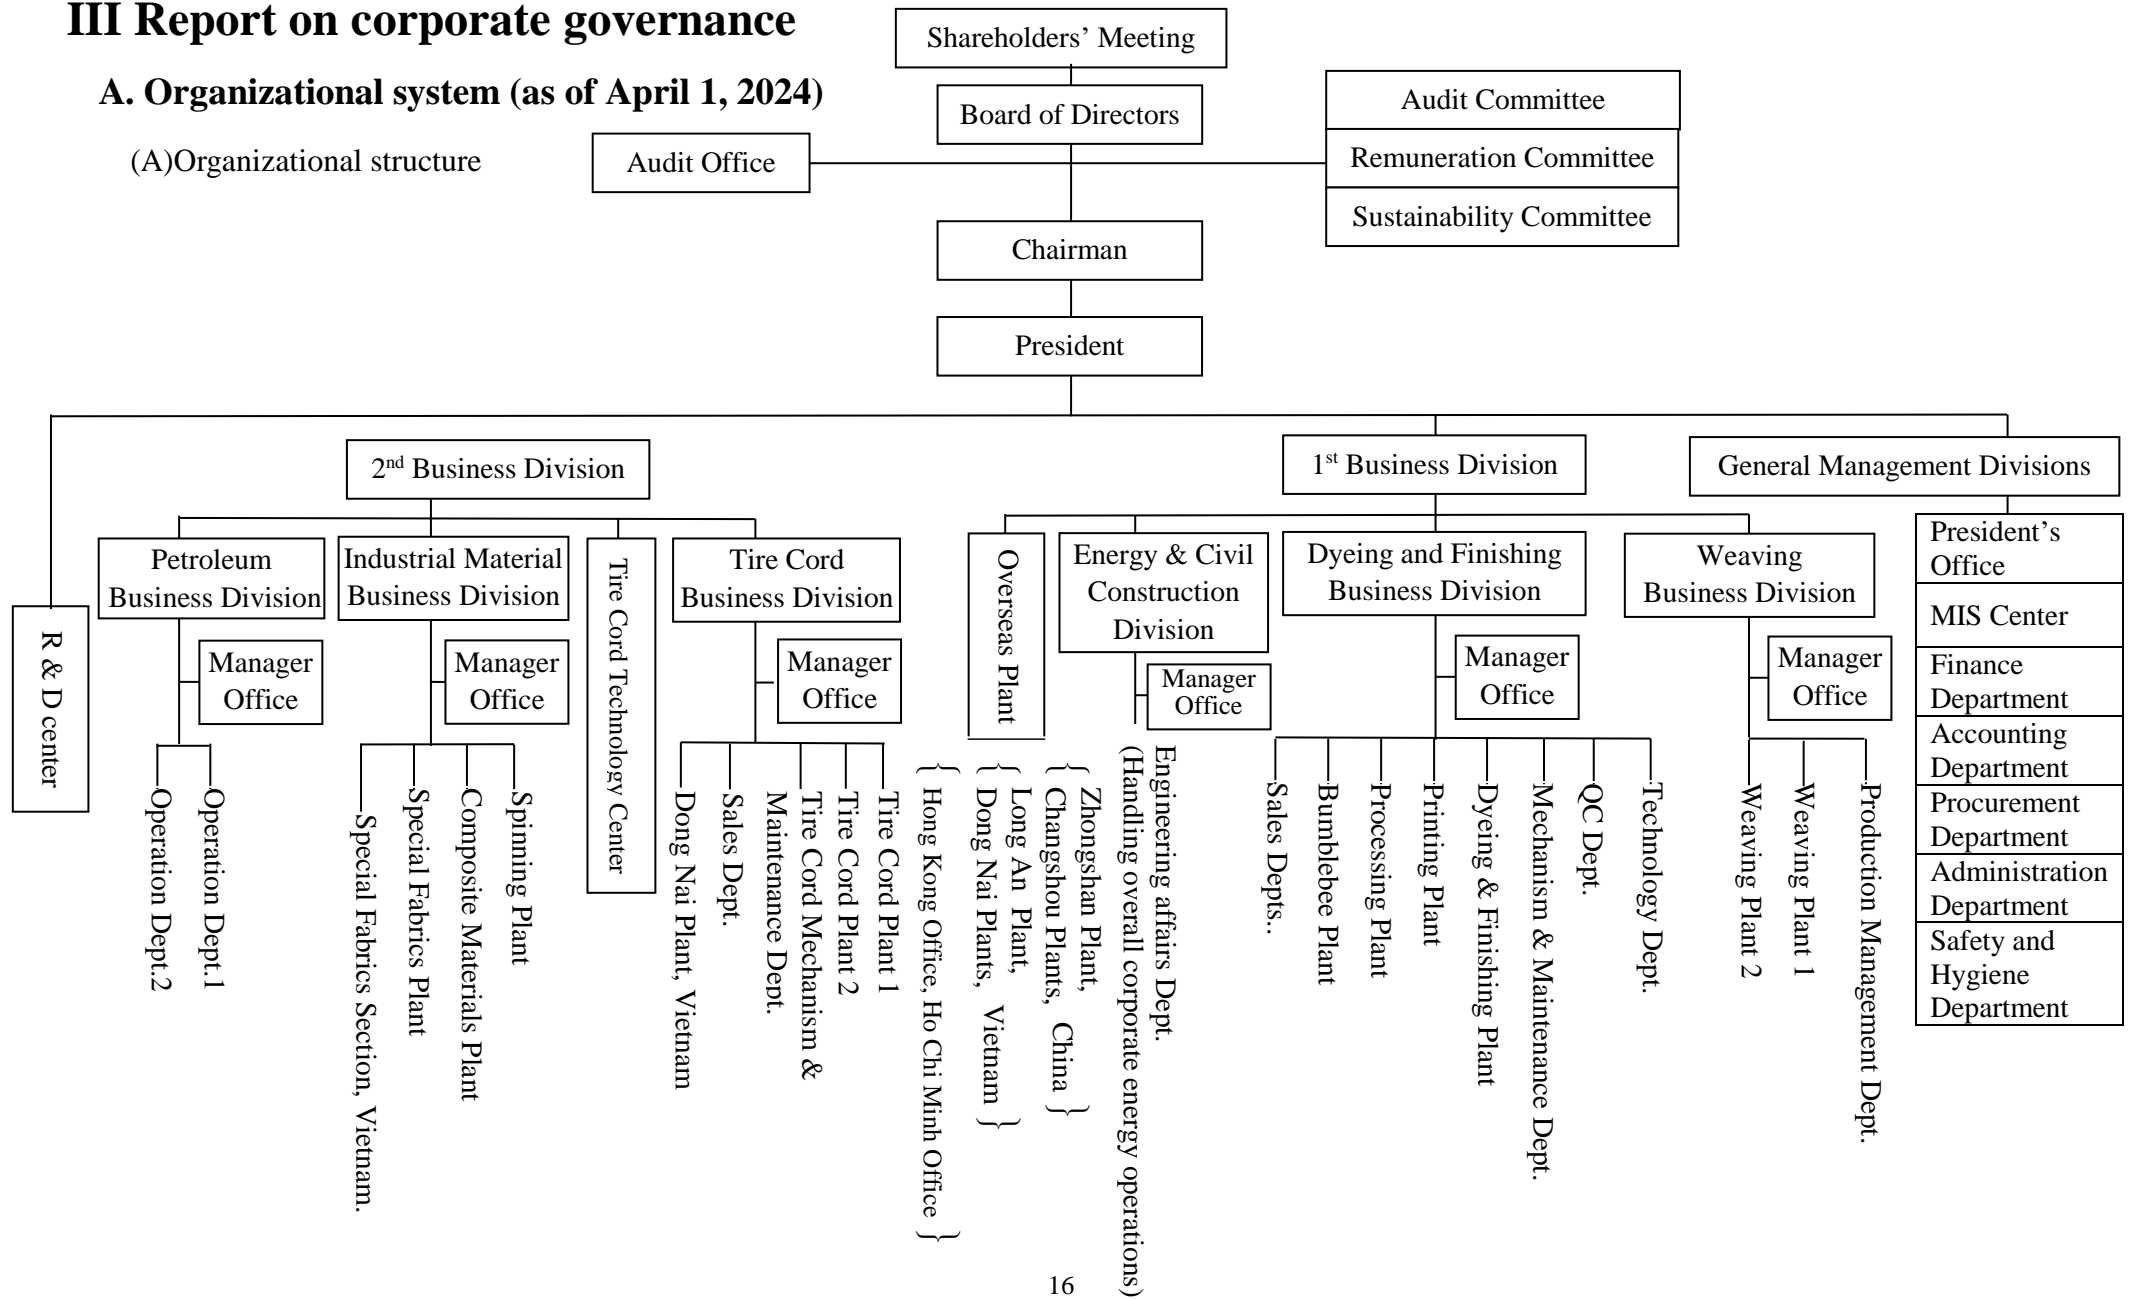 III Report on corporate governance
A. Organizational system (as of April 1, 2024)
(A)Organizational structure
Shareholders’ Meeting
Board of Directors
Audit Office
Audit Committee
Remuneration Committee
Sustainability Committee
Chairman
President
R & D center
2nd Business Division
Petroleum
Business Division
Manager
Office
Operation Dept.2
Operation Dept.1
Industrial Material
Business Division
Manager
Office
Special Fabrics Section, Vietnam.
Special Fabrics Plant
Composite Materials Plant
Spinning Plant
Tire Cord Technology Center
Tire Cord
Business Division
Manager
Office
Dong Nai Plant, Vietnam
Sales Dept.
Tire Cord Mechanism &
Maintenance Dept.
Tire Cord Plant 2
Tire Cord Plant 1
1st Business Division
Overseas Plant
{ Zhongshan Plant,
Changshou Plants, China }
{ Long An Plant,
Dong Nai Plants, Vietnam }
{ Hong Kong Office, Ho Chi Minh Office }
Energy & Civil
Construction
Division
Manager
Office
Engineering affairs Dept.
(Handling overall corporate energy operations)
Dyeing and Finishing
Business Division
Manager
Office
Sales Depts..
Bumblebee Plant
Processing Plant
Printing Plant
Dyeing & Finishing Plant
Mechanism & Maintenance Dept.
QC Dept.
Technology Dept.
Weaving
Business Division
Manager
Office
Weaving Plant 2
Weaving Plant 1
Production Management Dept.
General Management Divisions
President’s
Office
MIS Center
Finance
Department
Accounting
Department
Procurement
Department
Administration
Department
Safety and
Hygiene
Department
16